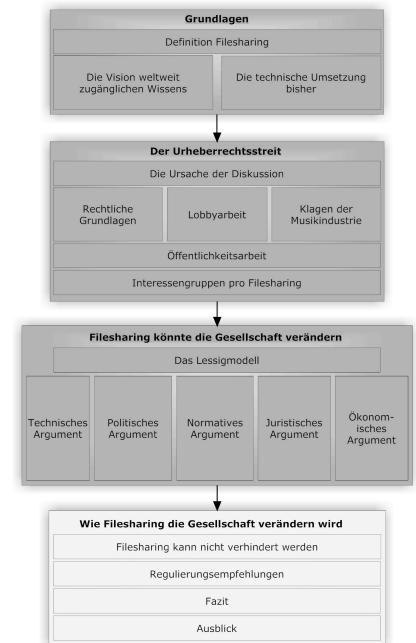 Grundlagen
Definition Filesharing
Die Vision weltweit
zugänglichen Wissens
Die technische Umsetzung
bisher
Der Urheberrechtsstreit
Die Ursache der Diskussion
Rechtliche
Grundlagen
Lobbyarbeit
Klagen der
Musikindustrie
Öffentlichkeitsarbeit
Interessengruppen pro Filesharing
Filesharing könnte die Gesellschaft verändern
Das Lessigmodell
Technisches
Argument
Politisches
Argument
Normatives
Argument
Juristisches
Argument
Ökonom-
isches
Argument
Wie Filesharing die Gesellschaft verändern wird
Filesharing kann nicht verhindert werden
Regulierungsempfehlungen
Fazit
Ausblick